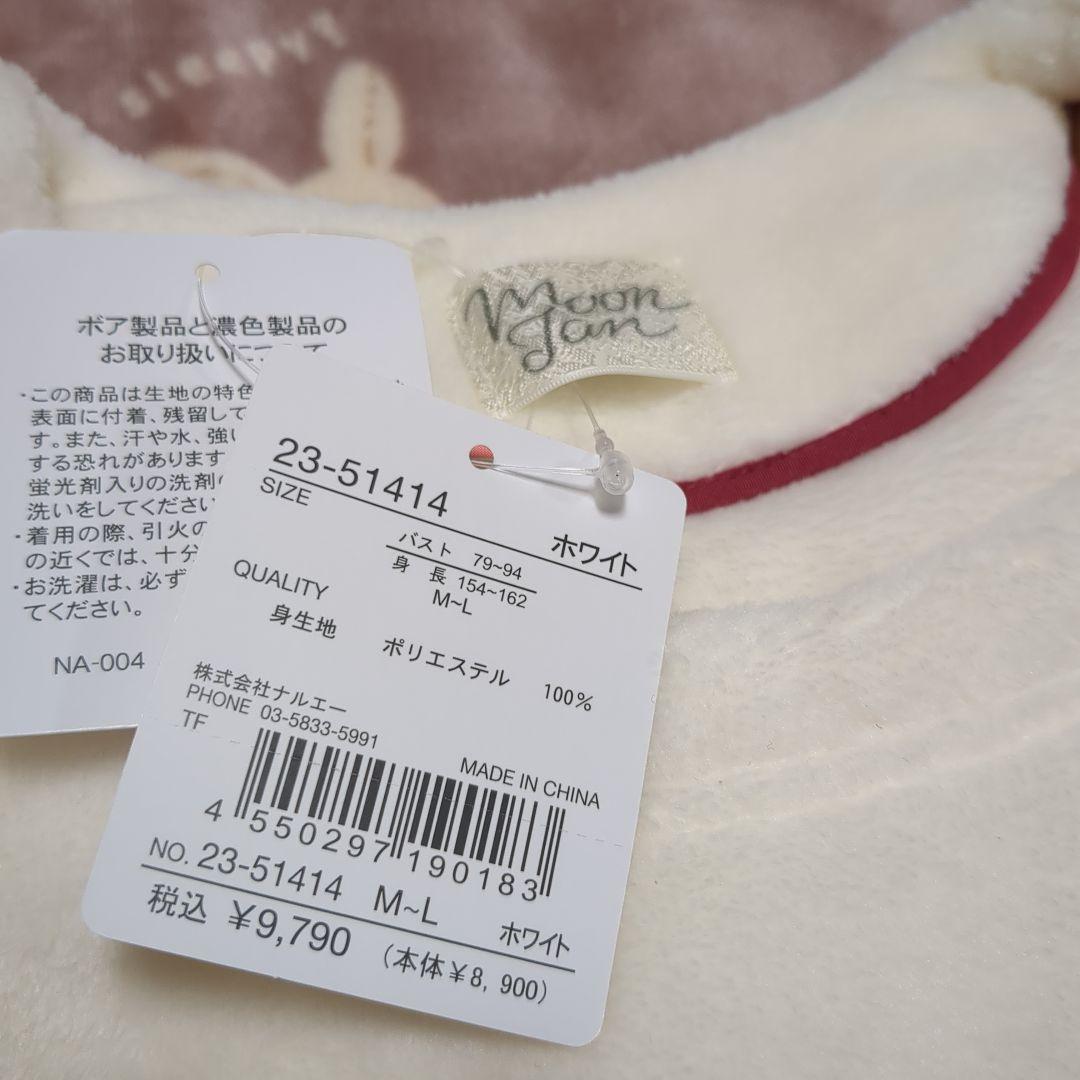 SLEEPY?
Moon
Jan
ボア製品と濃色製品の
お取り扱いについて
・この商品は生地の特色
表面に付着、残留して
す。また、汗や水、強い
する恐れがあります
蛍光剤入りの洗剤の
洗いをしてください
・着用の際、引火の
の近くでは、十分
・お洗濯は、必ず
てください。
NA-004
23-51414
SIZE ホワイト
バスト 79~94
身長 154~162
M~L
QUALITY
身生地 ポリエステル 100%
株式会社ナルエー
PHONE 03-5833-5991
TF
MADE IN CHINA
4 550297 190183
NO. 23-51414 M~L ホワイト
税込 ¥9,790 (本体¥8,900)